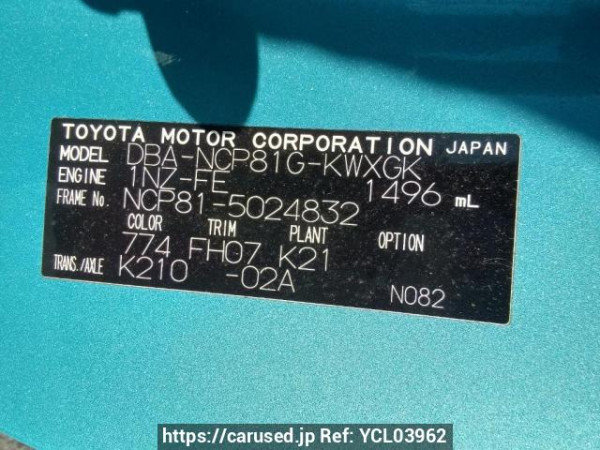 TOYOTA MOTOR CORPORATION JAPAN
MODEL DBA-NCP81G-KWXGK
ENGINE 1NZ-FE 1496 mL
FRAME No. NCP81-5024832
COLOR TRIM PLANT OPTION
774 FH07 K21
TRANS./AXLE K210 -02A
N082
https://carused.jp Ref: YCL03962